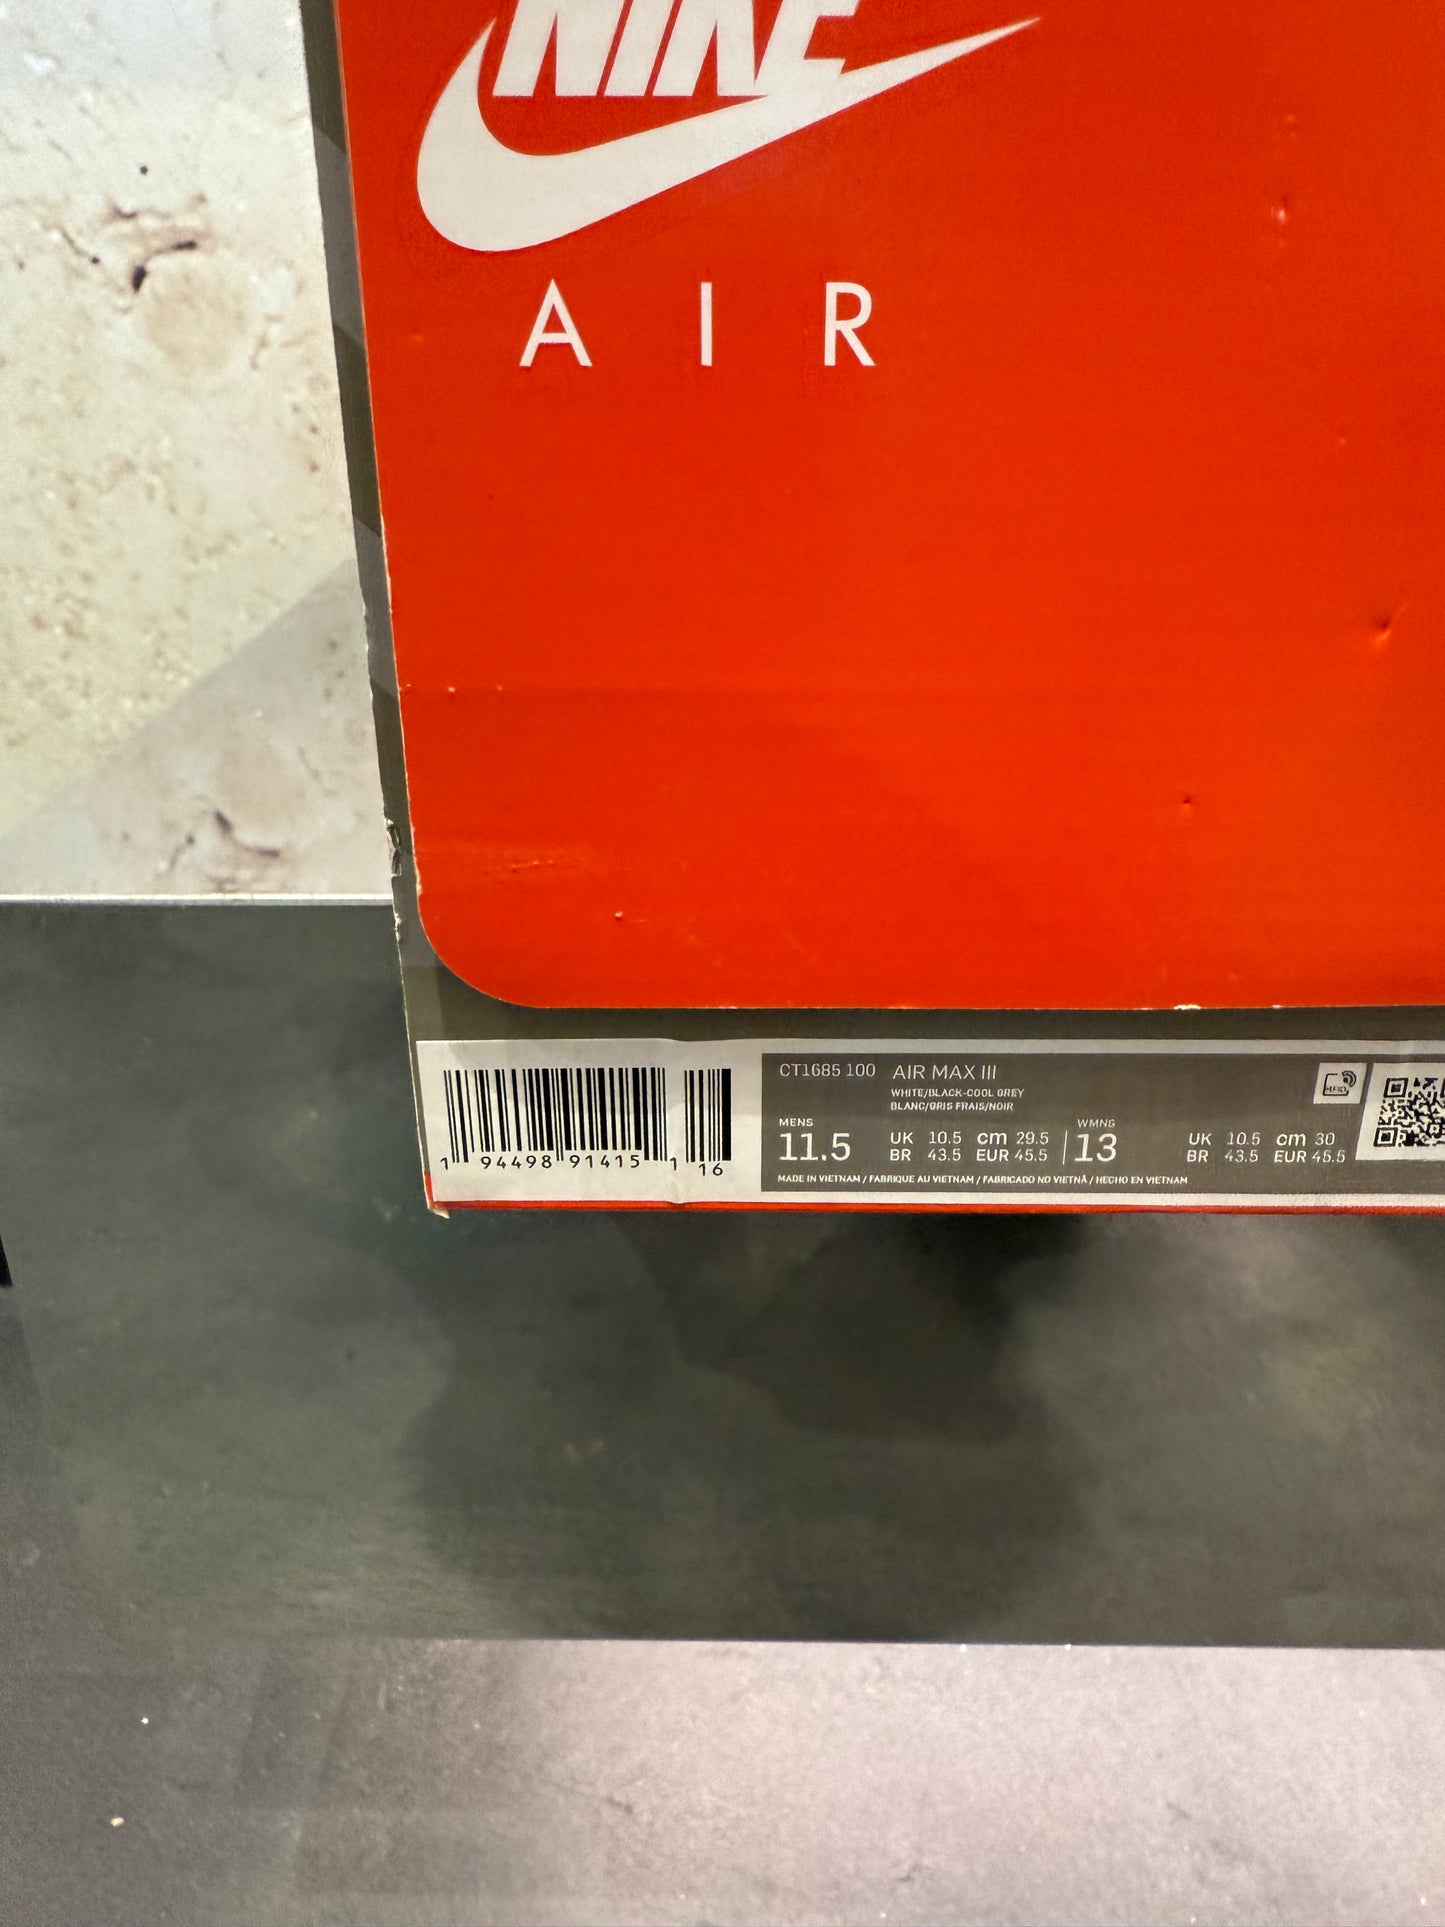 NIKE
AIR
CT1685 100 AIR MAX III
WHITE/BLACK-COOL GREY
BLANC/GRIS FRAIS/NOIR
MENS WMNS
11.5 UK 10.5 cm 29.5 13 UK 10.5 cm 30
BR 43.5 EUR 45.5 BR 43.5 EUR 45.5
MADE IN VIETNAM / FABRIQUE AU VIETNAM / FABRICADO NO VIETNÃ / HECHO EN VIETNAM
1 94498 91415 1 16